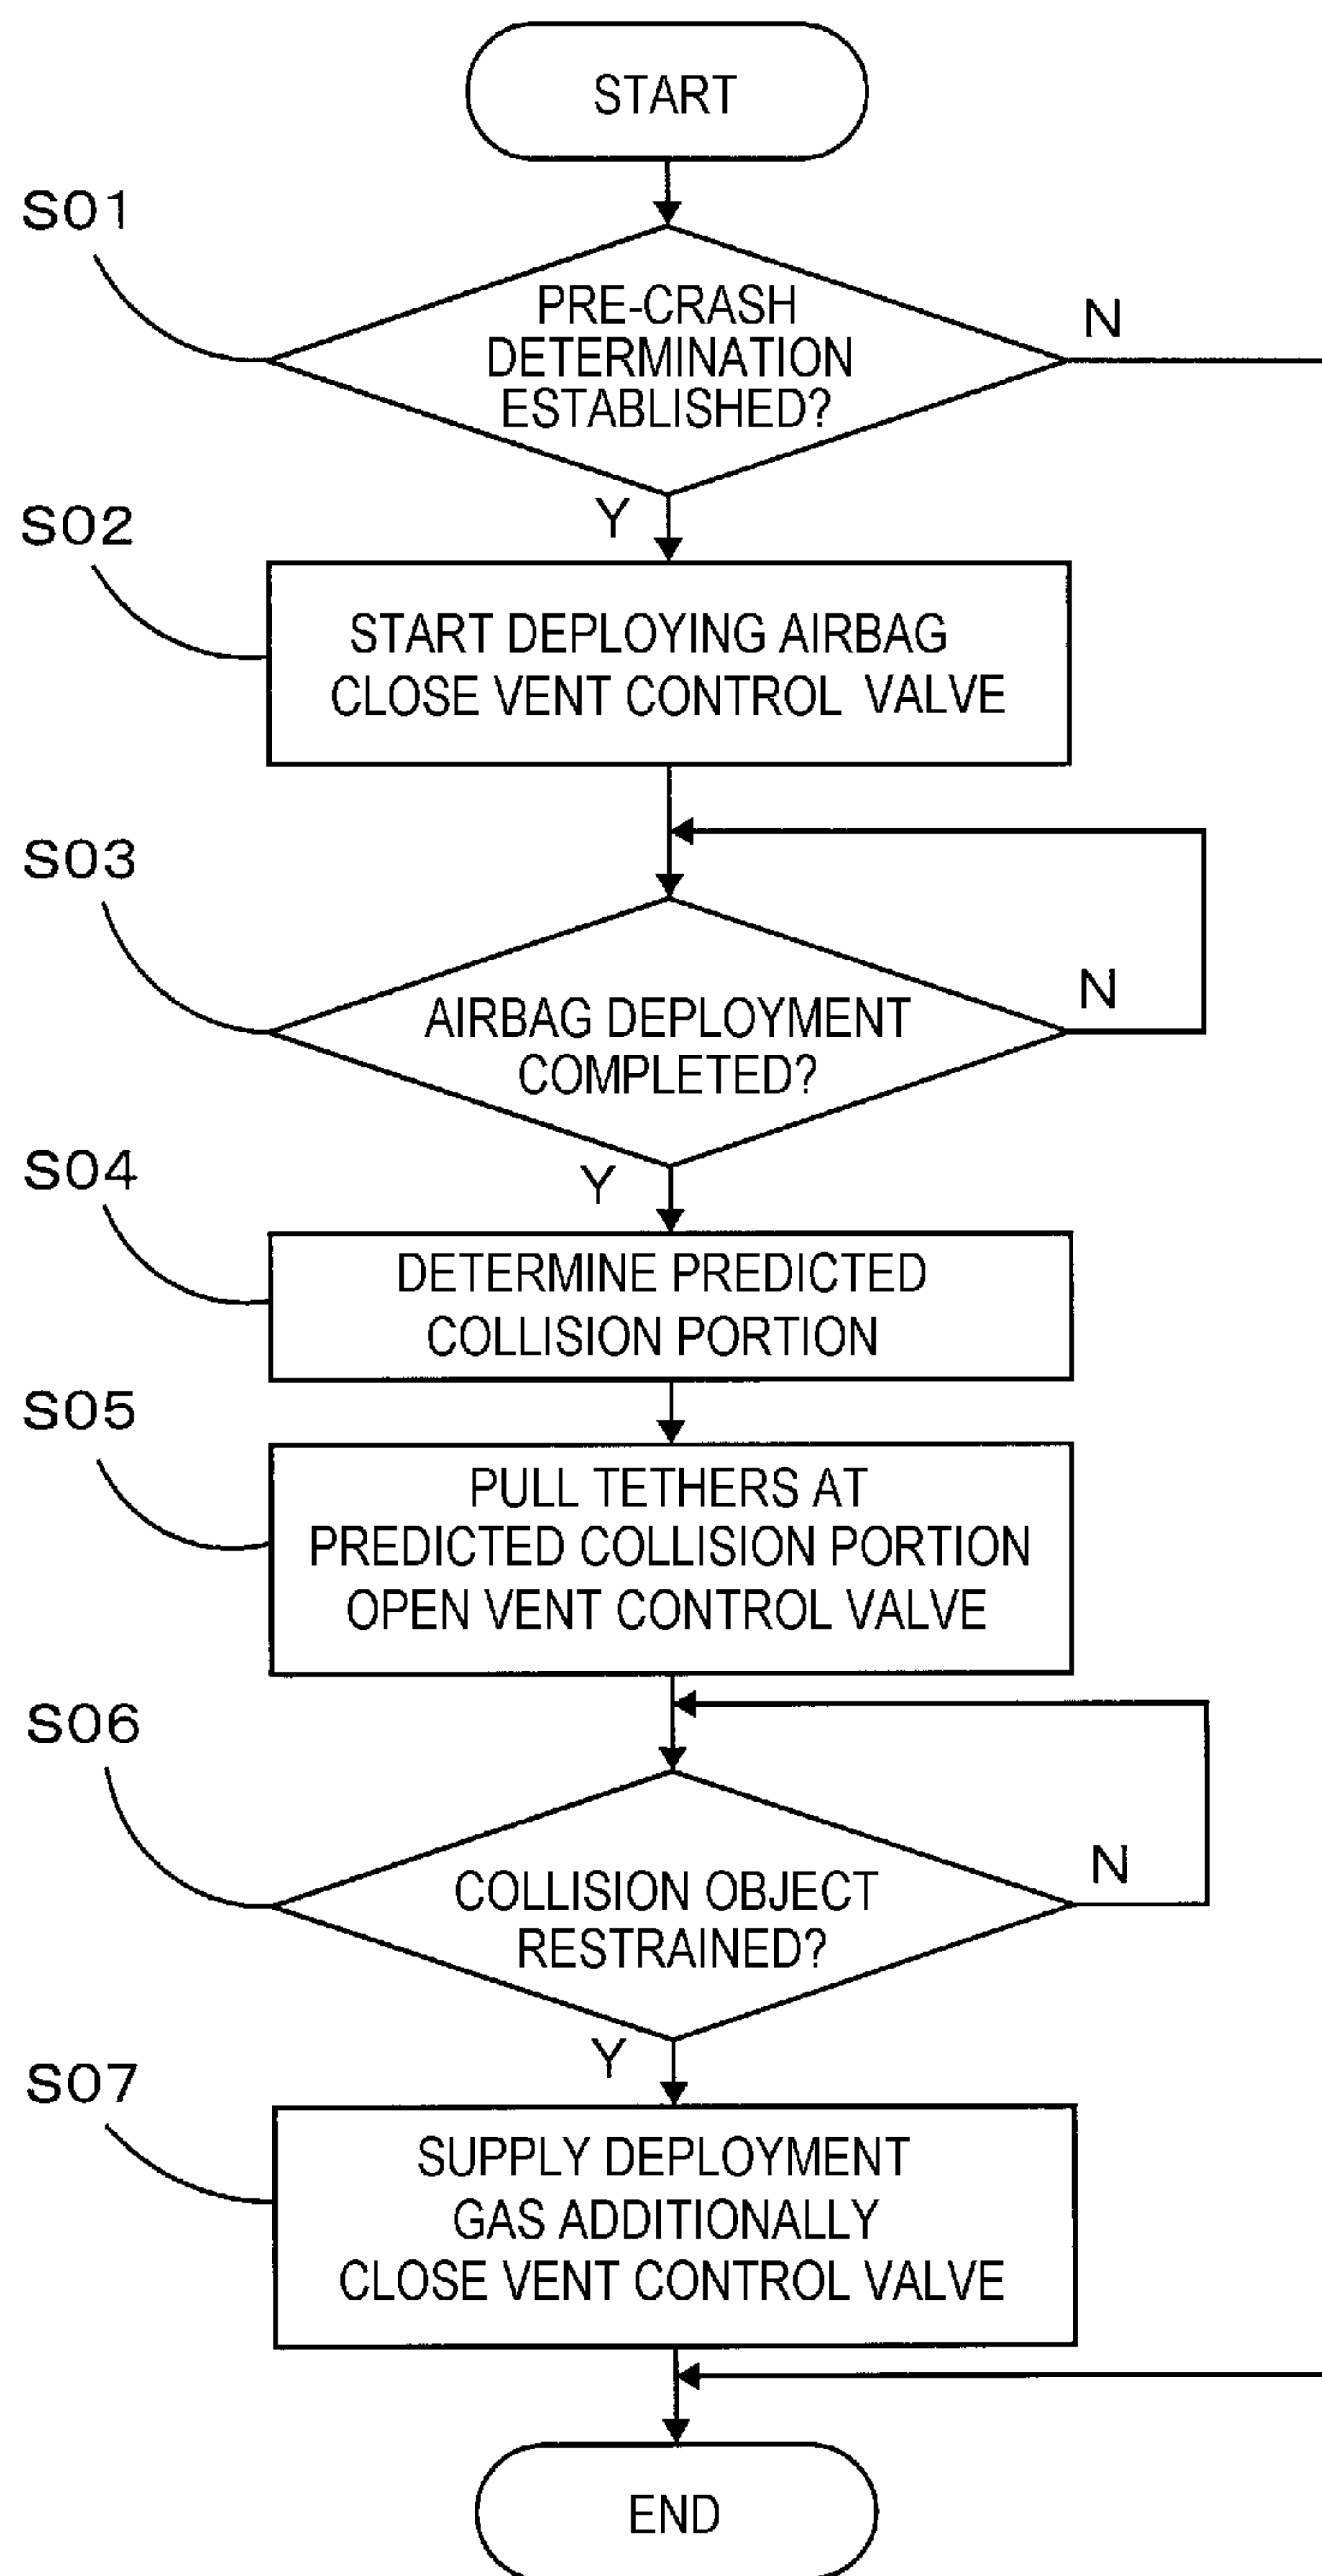 START
S01
PRE-CRASH
DETERMINATION
ESTABLISHED?
N
Y
S02
START DEPLOYING AIRBAG
CLOSE VENT CONTROL VALVE
S03
AIRBAG DEPLOYMENT
COMPLETED?
N
Y
S04
DETERMINE PREDICTED
COLLISION PORTION
S05
PULL TETHERS AT
PREDICTED COLLISION PORTION
OPEN VENT CONTROL VALVE
S06
COLLISION OBJECT
RESTRAINED?
N
Y
S07
SUPPLY DEPLOYMENT
GAS ADDITIONALLY
CLOSE VENT CONTROL VALVE
END